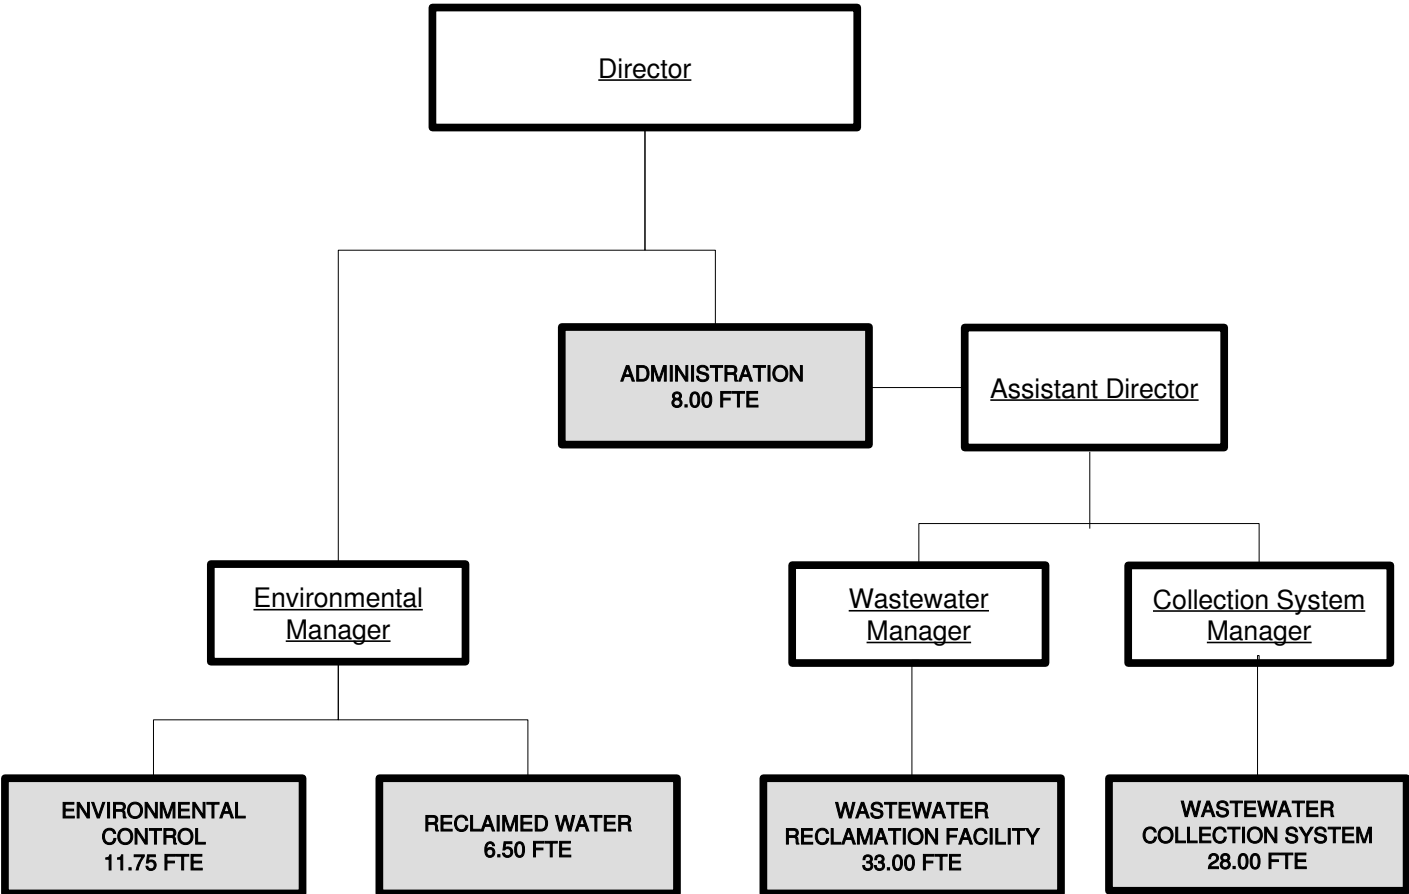 Director
ADMINISTRATION
8.00 FTE
Assistant Director
Environmental
Manager
Wastewater
Manager
Collection System
Manager
ENVIRONMENTAL
CONTROL
11.75 FTE
RECLAIMED WATER
6.50 FTE
WASTEWATER
RECLAMATION FACILITY
33.00 FTE
WASTEWATER
COLLECTION SYSTEM
28.00 FTE